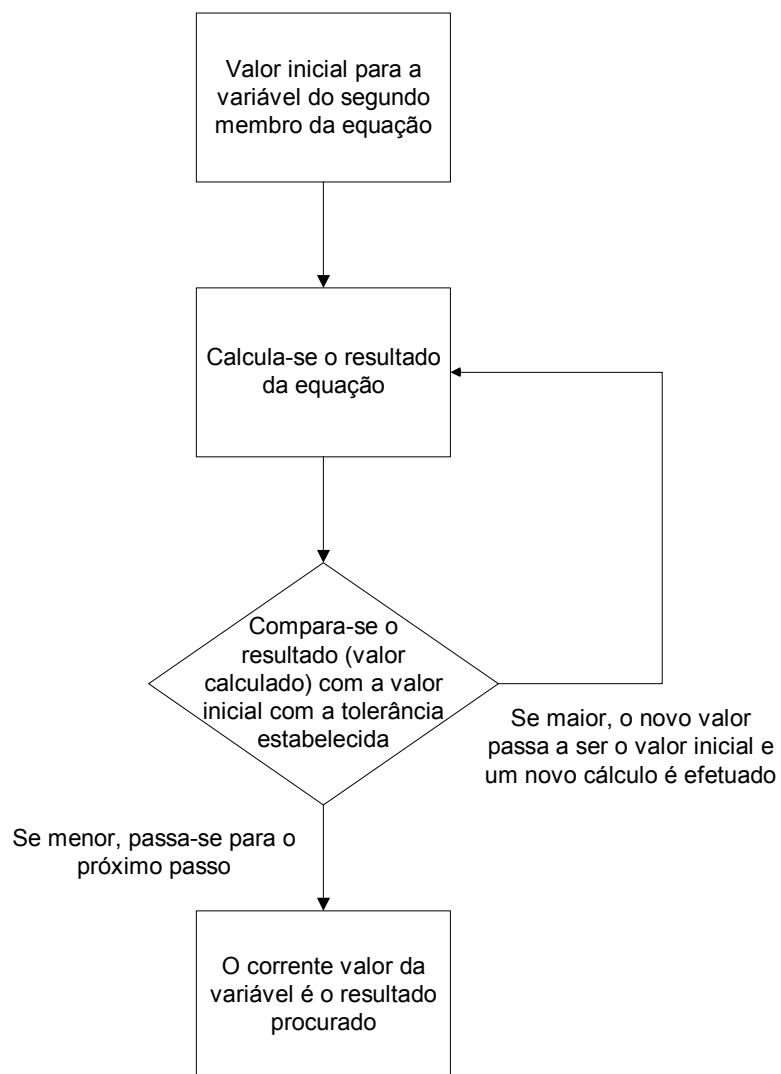 Valor inicial para a
variável do segundo
membro da equação
Calcula-se o resultado
da equação
Compara-se o
resultado (valor
calculado) com a valor
inicial com a tolerância
estabelecida
Se maior, o novo valor
passa a ser o valor inicial e
um novo cálculo é efetuado
Se menor, passa-se para o
próximo passo
O corrente valor da
variável é o resultado
procurado